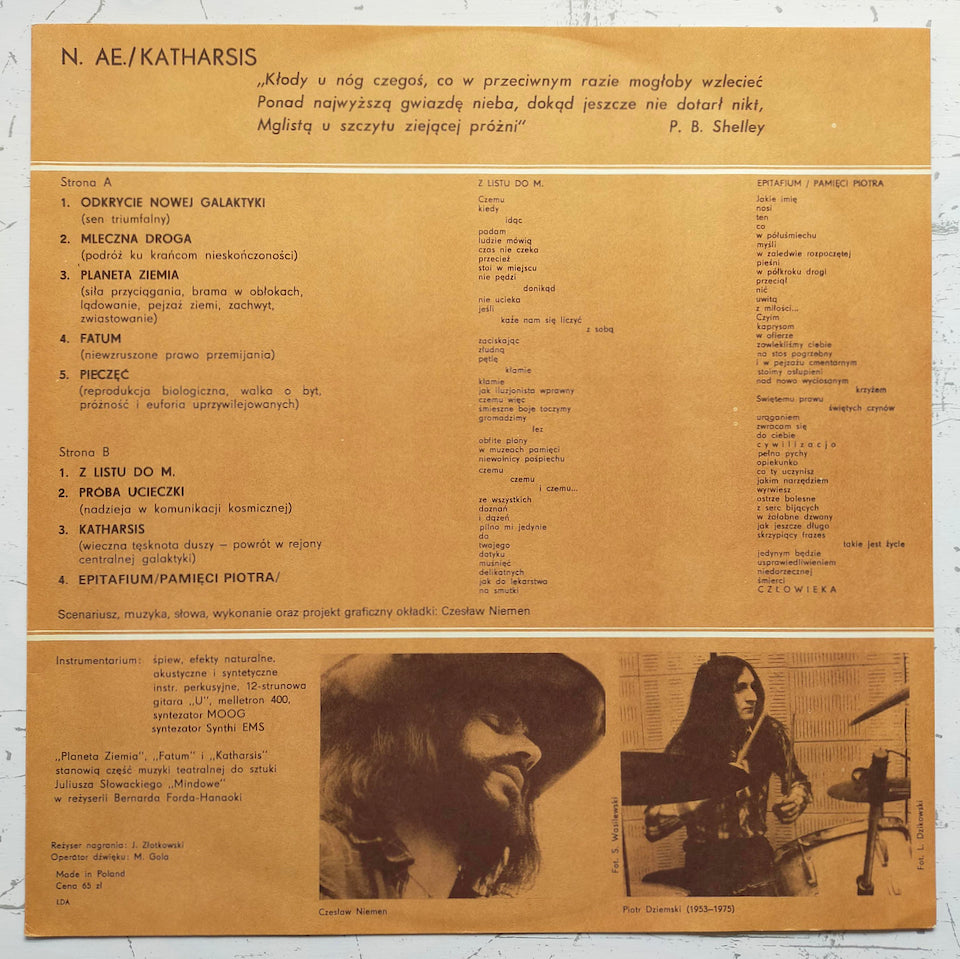 N. AE./KATHARSIS
„Kłody u nóg czegoś, co w przeciwnym razie mogłoby wzlecieć
Ponad najwyższą gwiazdę nieba, dokąd jeszcze nie dotarł nikt,
Mglistą u szczytu ziejącej próżni“ P. B. Shelley
Strona A
1. ODKRYCIE NOWEJ GALAKTYKI
(sen triumfalny)
2. MLECZNA DROGA
(podróż ku krańcom nieskończoności)
3. PLANETA ZIEMIA
(siła przyciągania, brama w obłokach,
lądowanie, pejzaż ziemi, zachwyt,
zwiastowanie)
4. FATUM
(niewzruszone prawo przemijania)
5. PIECZĘĆ
(reprodukcja biologiczna, walka o byt,
próżność i euforia uprzywilejowanych)
Strona B
1. Z LISTU DO M.
2. PRÓBA UCIECZKI
(nadzieja w komunikacji kosmicznej)
3. KATHARSIS
(wieczna tęsknota duszy – powrót w rejony
centralnej galaktyki)
4. EPITAFIUM/PAMIĘCI PIOTRA/
Scenariusz, muzyka, słowa, wykonanie oraz projekt graficzny okładki: Czesław Niemen
Z LISTU DO M.
Czemu
kiedy
idąc
padam
ludzie mówią
czas nie czeka
przecież
stoi w miejscu
nie pędzi
donikąd
nie ucieka
jeśli
każe nam się liczyć
z sobą
zaciskając
złudną
pętlę
kłamie
kłamie
jak iluzjonista wprawny
czemu więc
śmieszne boje toczymy
gromadzimy
łez
obfite plony
w muzeach pamięci
niewolnicy pośpiechu
czemu
czemu
i czemu...
ze wszystkich
doznań
i dążeń
pilno mi jedynie
do
twojego
dotyku
muśnięć
delikatnych
jak do lekarstwa
na smutki
EPITAFIUM / PAMIĘCI PIOTRA
Jakie imię
nosi
ten
co
w półuśmiechu
myśli
w zaledwie rozpoczętej
pieśni
w półkroku drogi
przeciął
nić
uwitą
z miłości...
Czyim
kaprysom
w ofierze
zawlekliśmy ciebie
na stos pogrzebny
i w pejzażu cmentarnym
stoimy osłupieni
nad nowo wyciosanym
krzyżem
Świętemu prawu
świętych czynów
urąganiem
zwracam się
do ciebie
cywilizacjo
pełna pychy
opiekunko
co ty uczynisz
jakim narzędziem
wyrwiesz
ostrze bolesne
z serc bijących
w żałobne dzwony
jak jeszcze długo
skrzypiący frazes
takie jest życie
jedynym będzie
usprawiedliwieniem
niedorzecznej
śmierci
CZŁOWIEKA
Instrumentarium: śpiew, efekty naturalne,
akustyczne i syntetyczne
instr. perkusyjne, 12-strunowa
gitara „U”, melletron 400,
syntezator MOOG
syntezator Synthi EMS
„Planeta Ziemia”, „Fatum” i „Katharsis”
stanowią część muzyki teatralnej do sztuki
Juliusza Słowackiego „Mindowe”
w reżyserii Bernarda Forda-Hanaoki
Reżyser nagrania: J. Złotkowski
Operator dźwięku: M. Gola
Made in Poland
Cena 65 zł
ŁDA
Czesław Niemen
Fot. S. Wasilewski
Piotr Dziemski (1953–1975)
Fot. L. Dzikowski